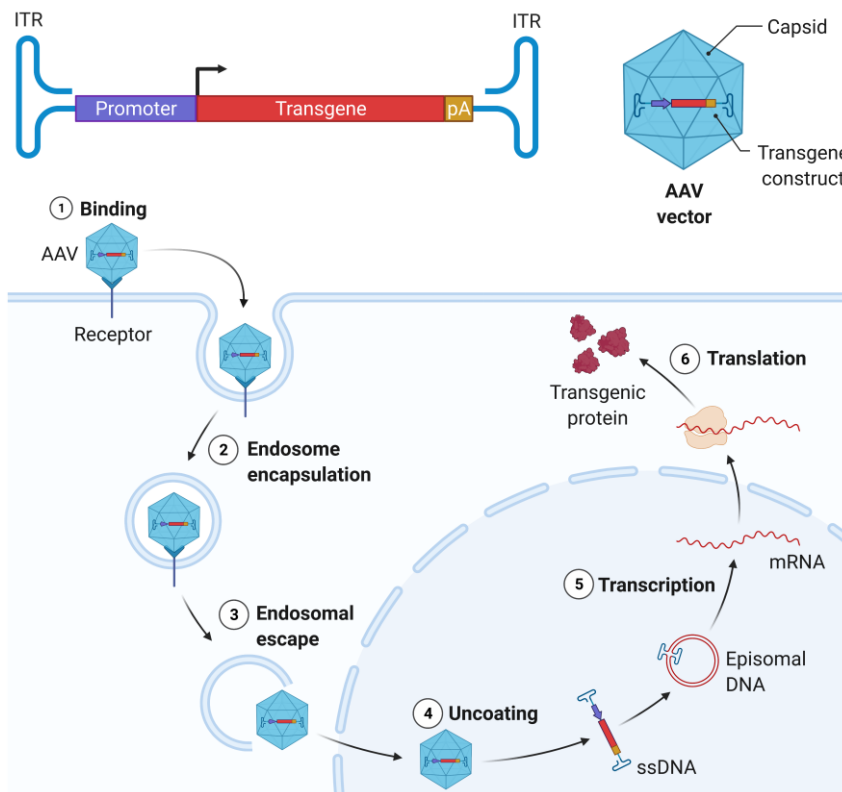 ITR
ITR
Promoter
Transgene
pA
Capsid
Transgene
construct
AAV
vector
1 Binding
AAV
Receptor
2 Endosome
encapsulation
3 Endosomal
escape
4 Uncoating
ssDNA
Episomal
DNA
5 Transcription
mRNA
6 Translation
Transgenic
protein